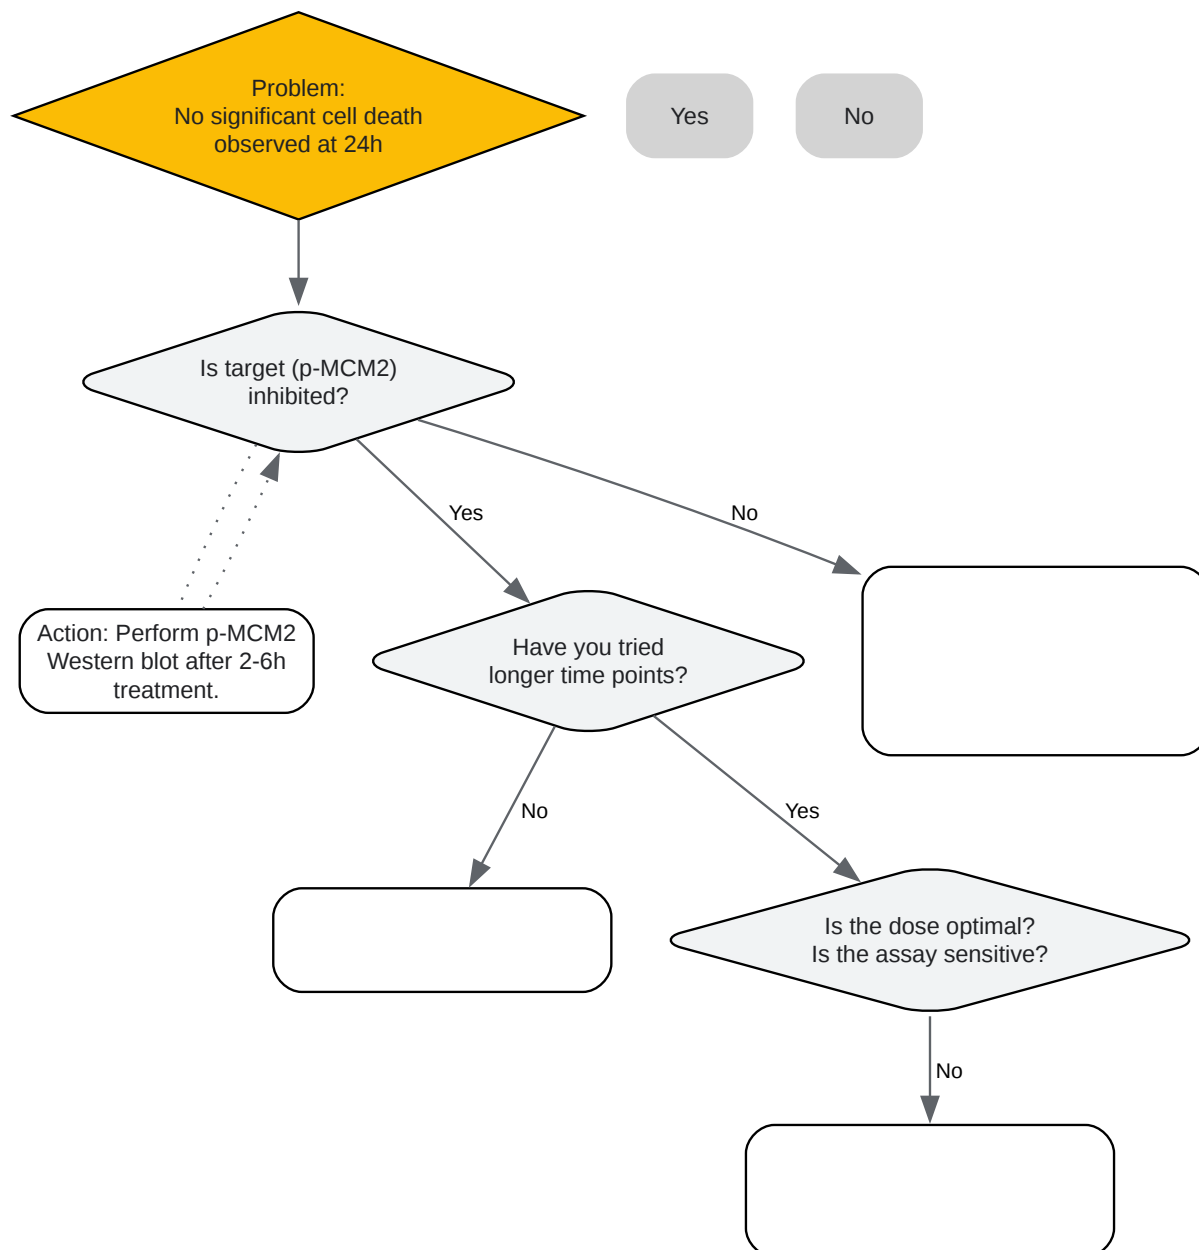 Problem:
No significant cell death
observed at 24h
Yes
No
Is target (p-MCM2)
inhibited?
Yes
No
Action: Perform p-MCM2
Western blot after 2-6h
treatment.
Have you tried
longer time points?
No
Yes
Is the dose optimal?
Is the assay sensitive?
No